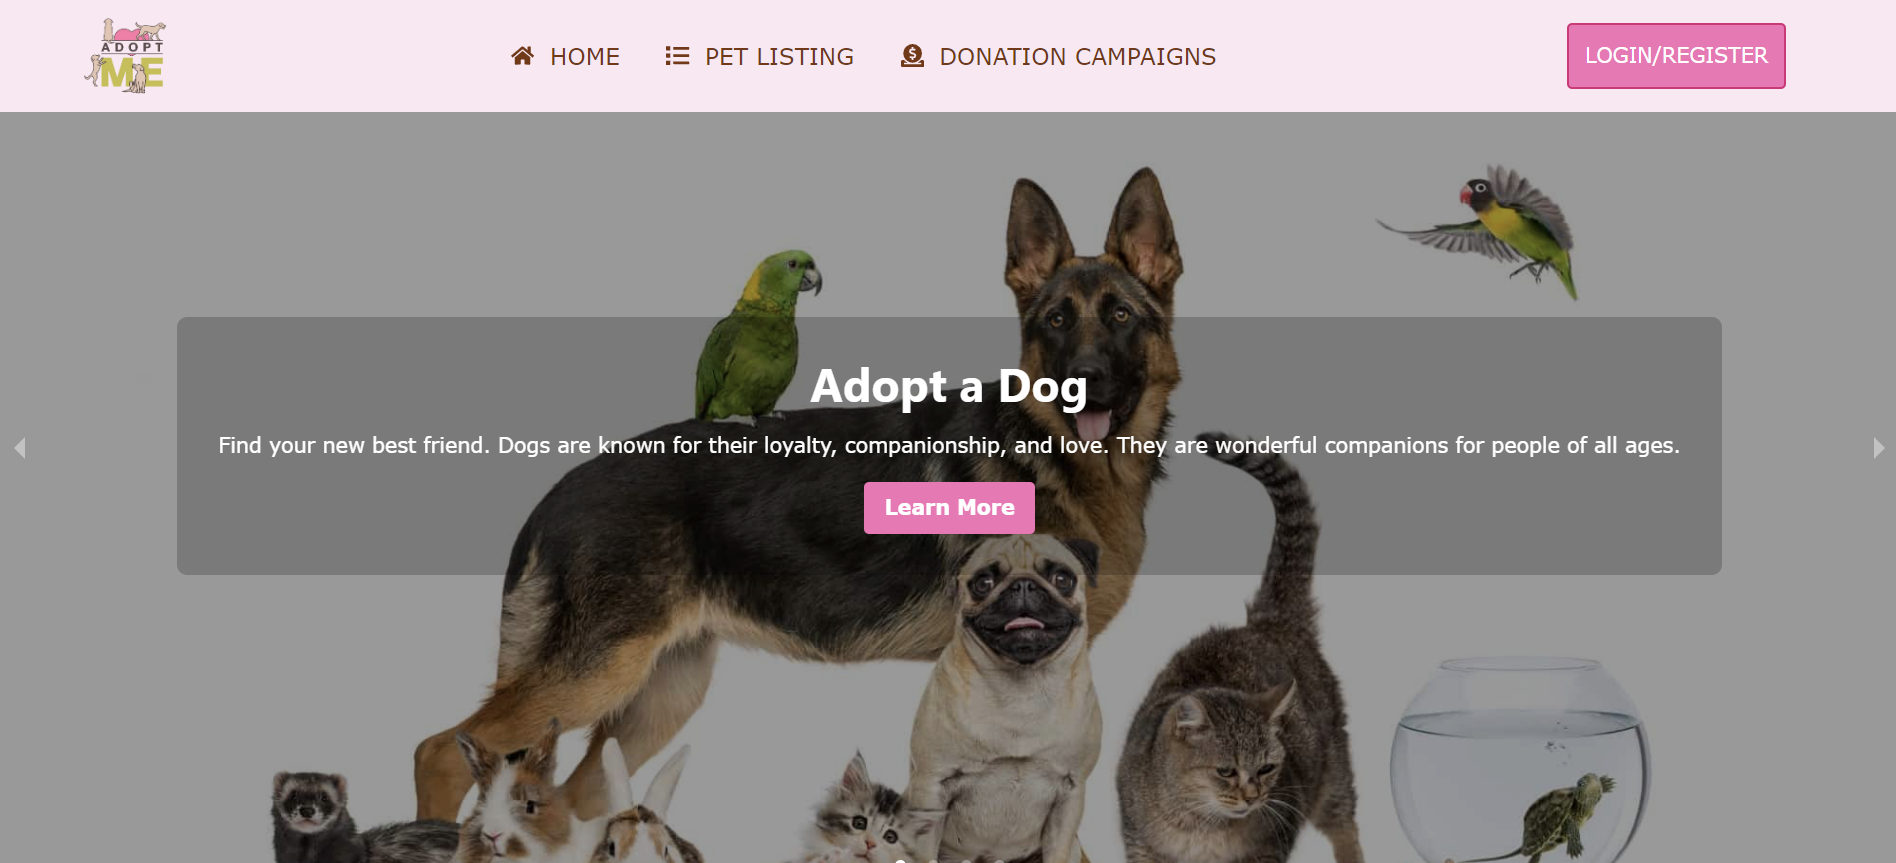 ADOPT
ME
HOME
PET LISTING
DONATION CAMPAIGNS
LOGIN/REGISTER
Adopt a Dog
Find your new best friend. Dogs are known for their loyalty, companionship, and love. They are wonderful companions for people of all ages.
Learn More